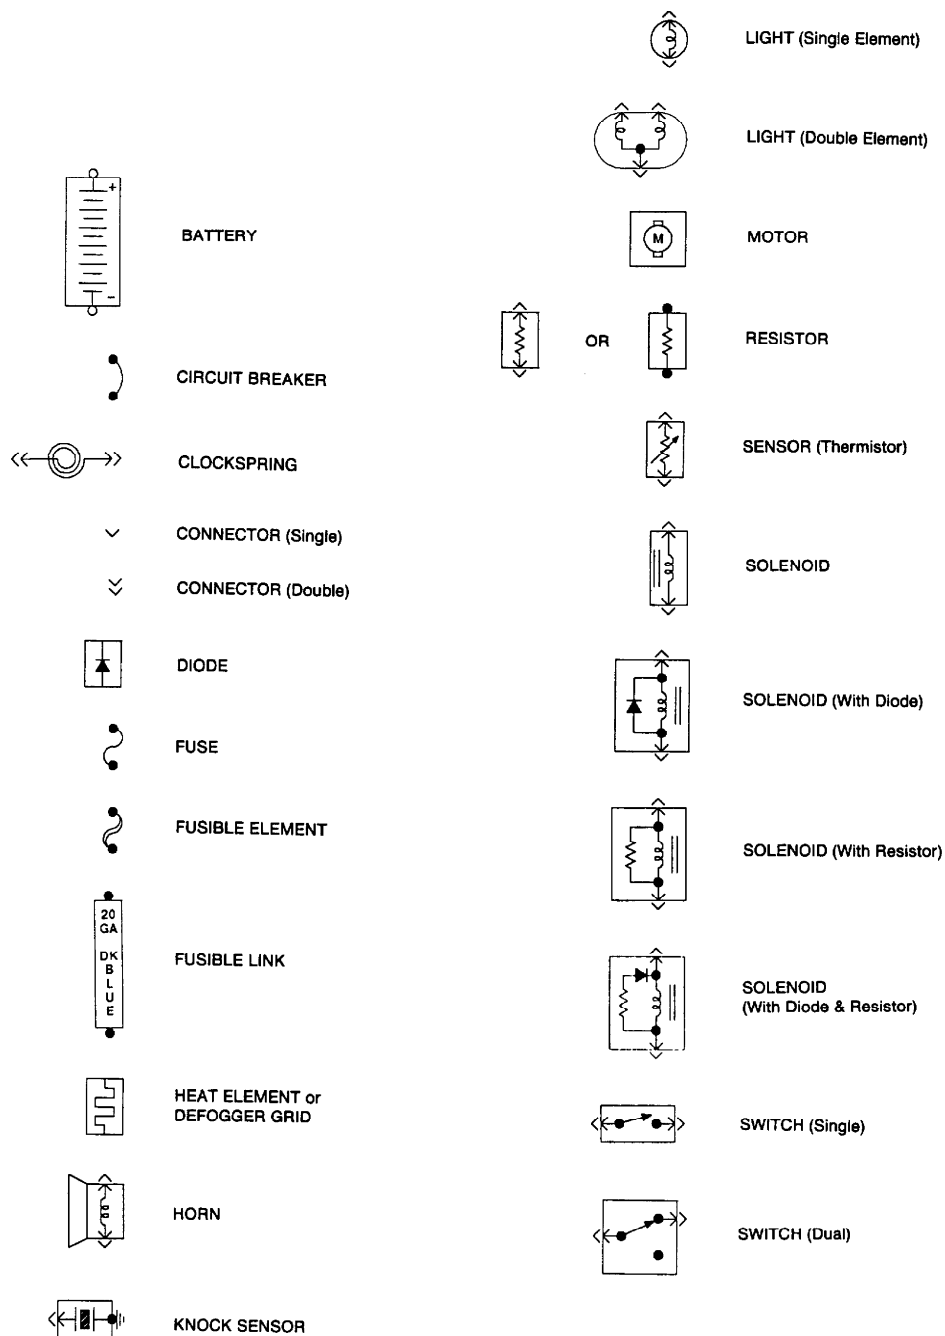 BATTERY
+
-
CIRCUIT BREAKER
CLOCKSPRING
CONNECTOR (Single)
CONNECTOR (Double)
DIODE
FUSE
FUSIBLE ELEMENT
20
GA
DK
B
L
U
E
FUSIBLE LINK
HEAT ELEMENT or
DEFOGGER GRID
HORN
KNOCK SENSOR
LIGHT (Single Element)
LIGHT (Double Element)
M
MOTOR
OR
RESISTOR
SENSOR (Thermistor)
SOLENOID
SOLENOID (With Diode)
SOLENOID (With Resistor)
SOLENOID
(With Diode & Resistor)
SWITCH (Single)
SWITCH (Dual)